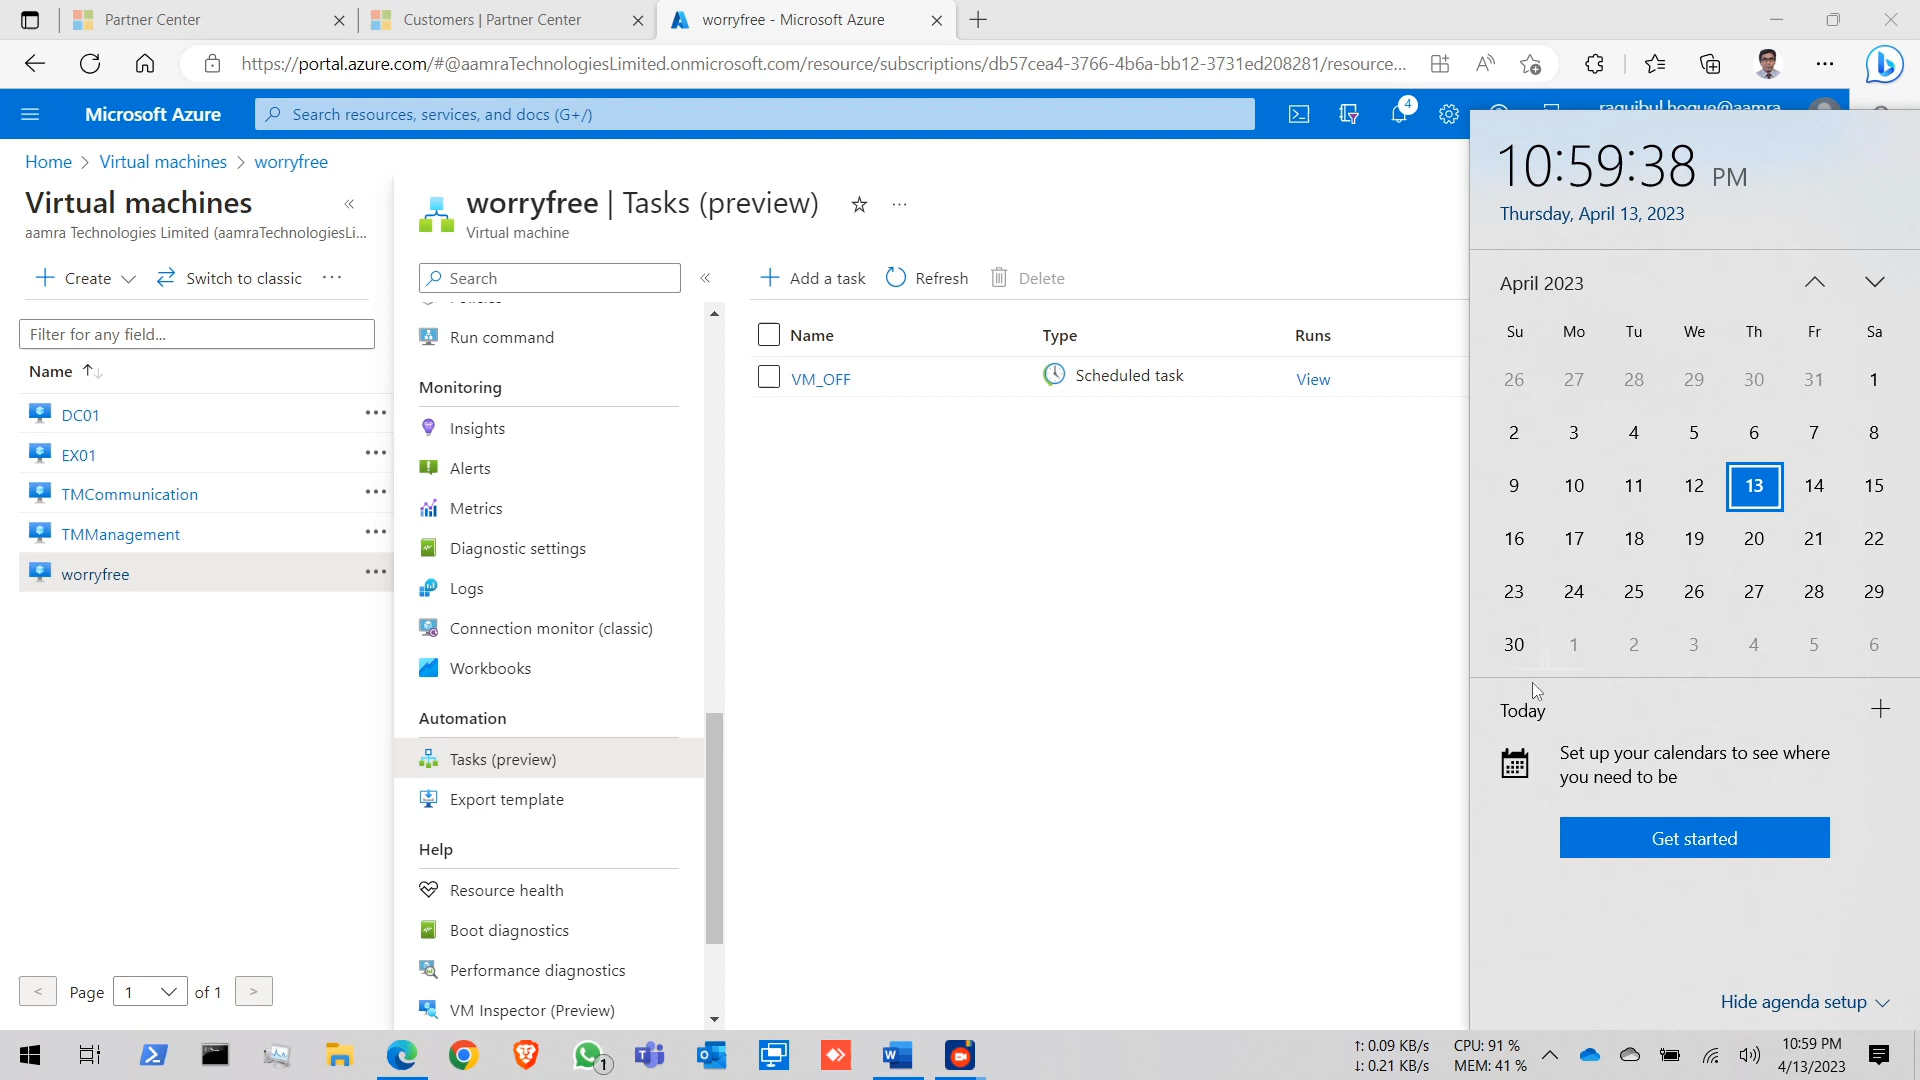 Partner Center
Customers | Partner Center
worryfree - Microsoft Azure
https://portal.azure.com/#@aamraTechnologiesLimited.onmicrosoft.com/resource/subscriptions/db57cea4-3766-4b6a-bb12-3731ed208281/resource...
Microsoft Azure
Search resources, services, and docs (G+/)
4
raquibul.hoque@aamra...
Home > Virtual machines > worryfree
Virtual machines
aamra Technologies Limited (aamraTechnologiesLi...
Create
Switch to classic
Filter for any field...
Name
DC01
EX01
TMCommunication
TMManagement
worryfree
< Page 1 of 1 >
worryfree | Tasks (preview)
Virtual machine
Search
Policies
Run command
Monitoring
Insights
Alerts
Metrics
Diagnostic settings
Logs
Connection monitor (classic)
Workbooks
Automation
Tasks (preview)
Export template
Help
Resource health
Boot diagnostics
Performance diagnostics
VM Inspector (Preview)
Add a task
Refresh
Delete
Name Type Runs
VM_OFF Scheduled task View
10:59:38 PM
Thursday, April 13, 2023
April 2023
Su Mo Tu We Th Fr Sa
26 27 28 29 30 31 1
2 3 4 5 6 7 8
9 10 11 12 13 14 15
16 17 18 19 20 21 22
23 24 25 26 27 28 29
30 1 2 3 4 5 6
Today
Set up your calendars to see where
you need to be
Get started
Hide agenda setup
1
↑: 0.09 KB/s
↓: 0.21 KB/s
CPU: 91 %
MEM: 41 %
10:59 PM
4/13/2023